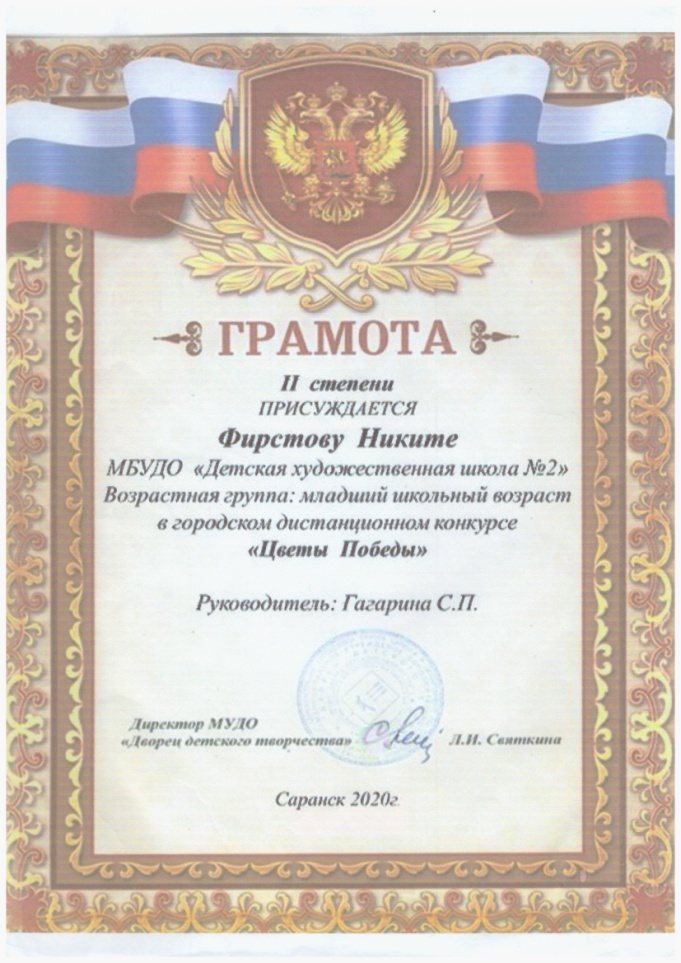 ГРАМОТА
II степени
ПРИСУЖДАЕТСЯ
Фирстову Никите
МБУДО «Детская художественная школа №2»
Возрастная группа: младший школьный возраст
в городском дистанционном конкурсе
«Цветы Победы»
Руководитель: Гагарина С.П.
Директор МУДО
«Дворец детского творчества» Л.И. Святкина
Саранск 2020г.